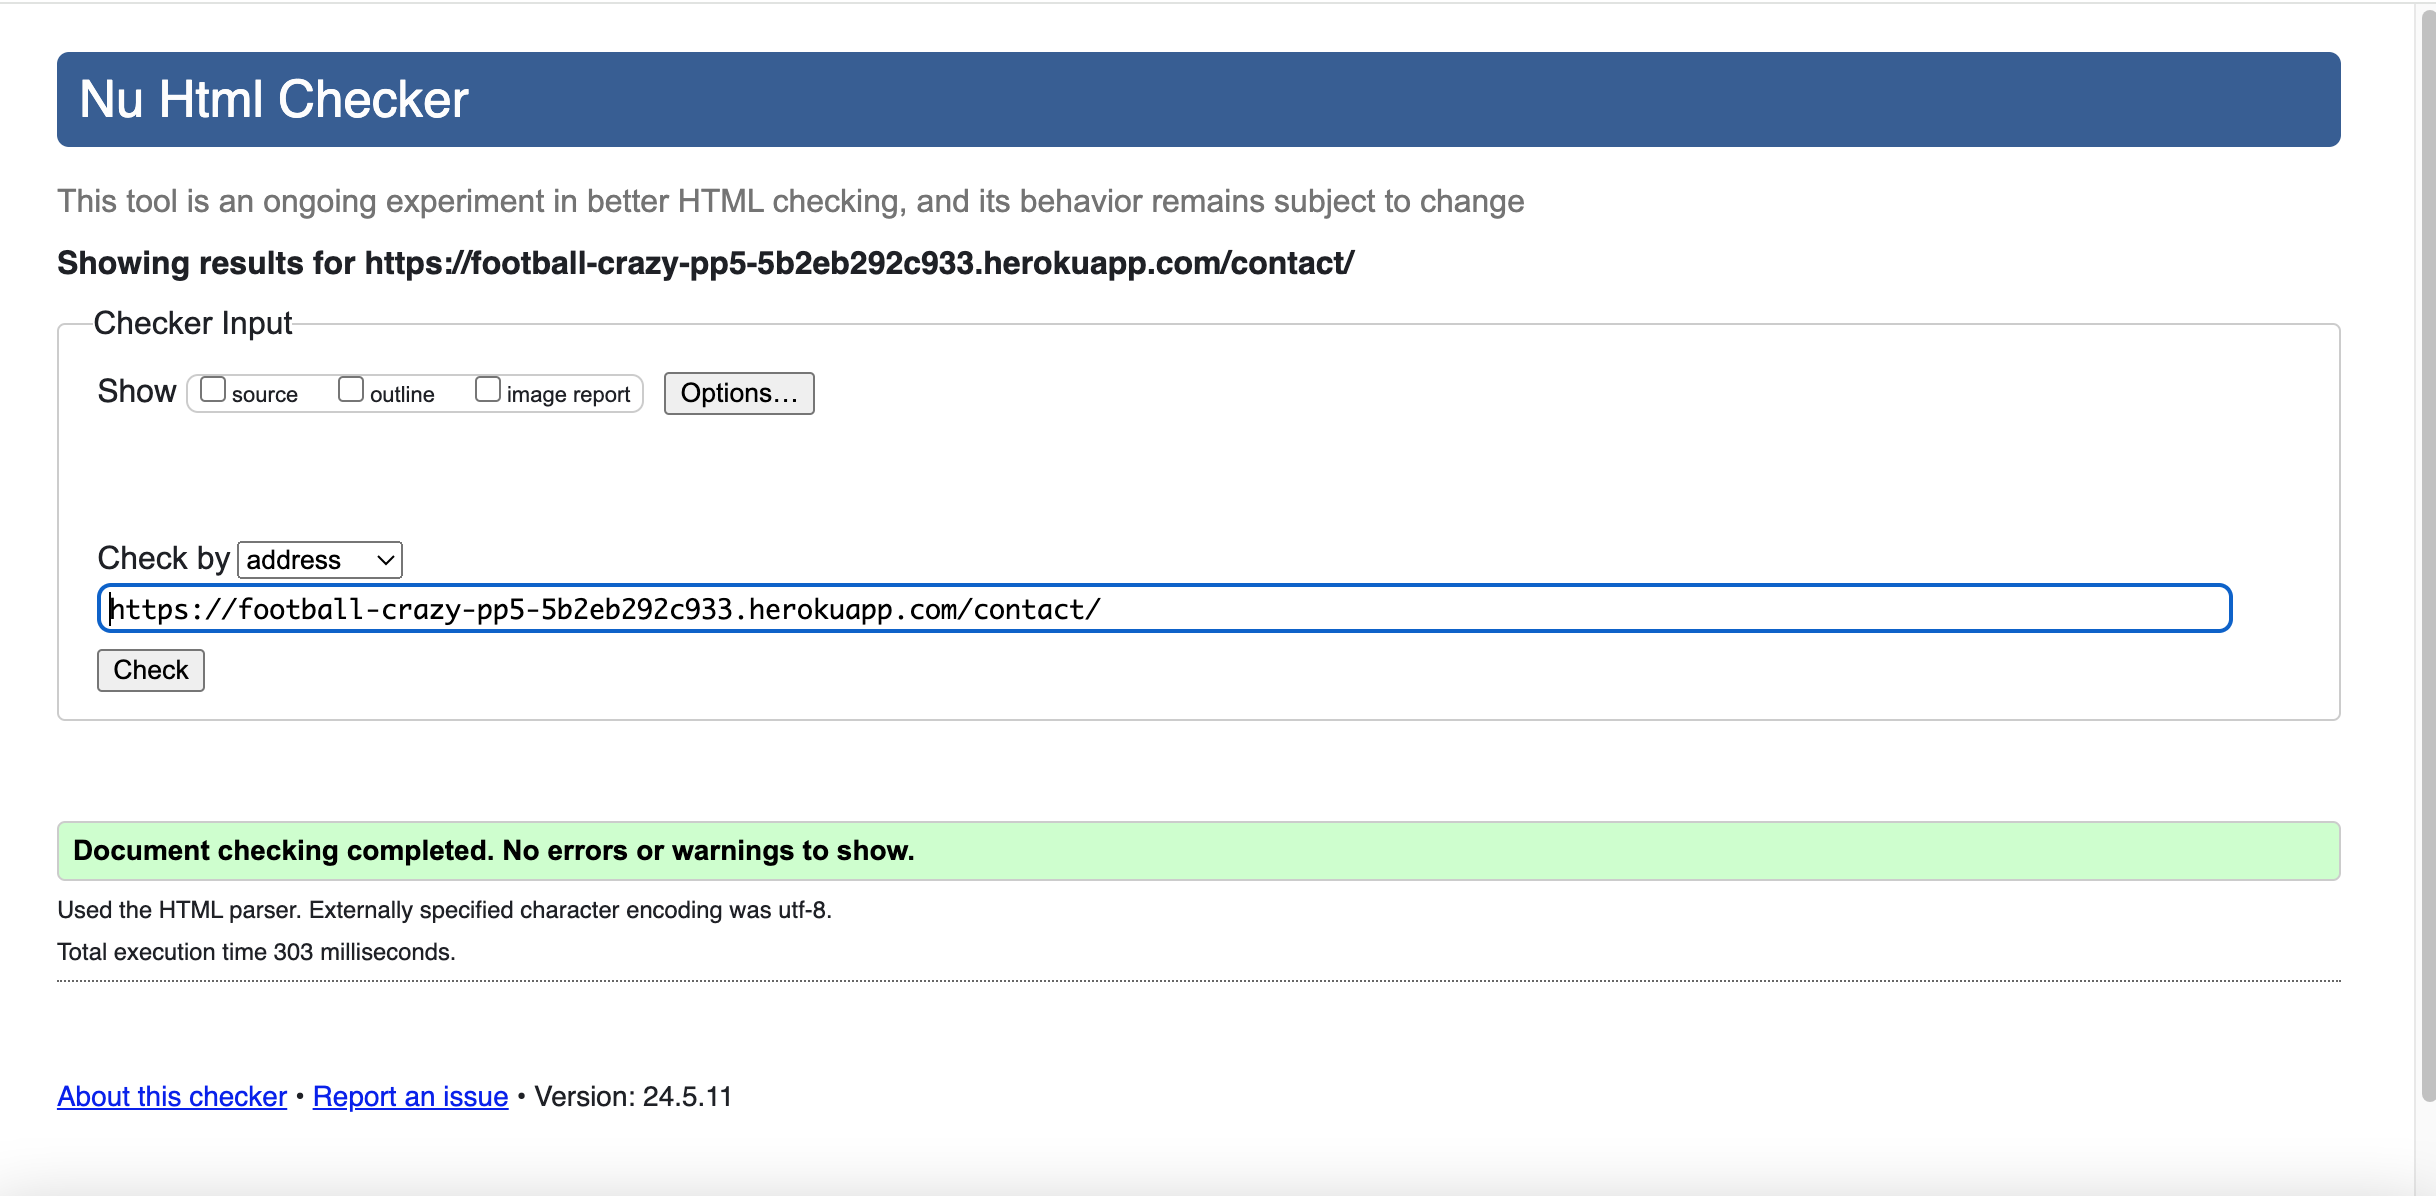 Nu Html Checker
This tool is an ongoing experiment in better HTML checking, and its behavior remains subject to change
Showing results for https://football-crazy-pp5-5b2eb292c933.herokuapp.com/contact/
Checker Input
Show source outline image report Options...
Check by address
https://football-crazy-pp5-5b2eb292c933.herokuapp.com/contact/
Check
Document checking completed. No errors or warnings to show.
Used the HTML parser. Externally specified character encoding was utf-8.
Total execution time 303 milliseconds.
About this checker • Report an issue • Version: 24.5.11